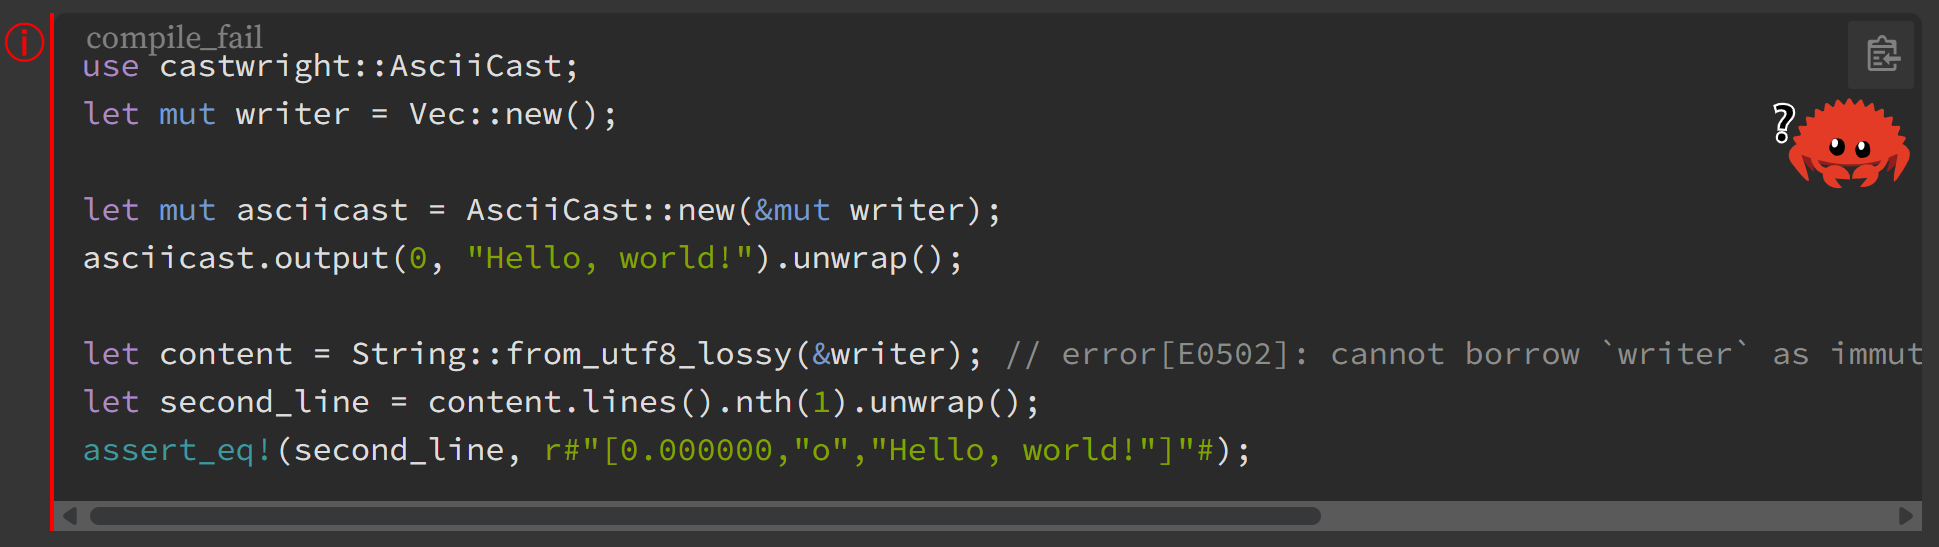 compile_fail
use castwright::AsciiCast;
let mut writer = Vec::new();
?
let mut asciicast = AsciiCast::new(&mut writer);
asciicast.output(0, "Hello, world!").unwrap();
let content = String::from_utf8_lossy(&writer); // error[E0502]: cannot borrow `writer` as immut
let second_line = content.lines().nth(1).unwrap();
assert_eq!(second_line, r#"[0.000000,"o","Hello, world!"]"#);